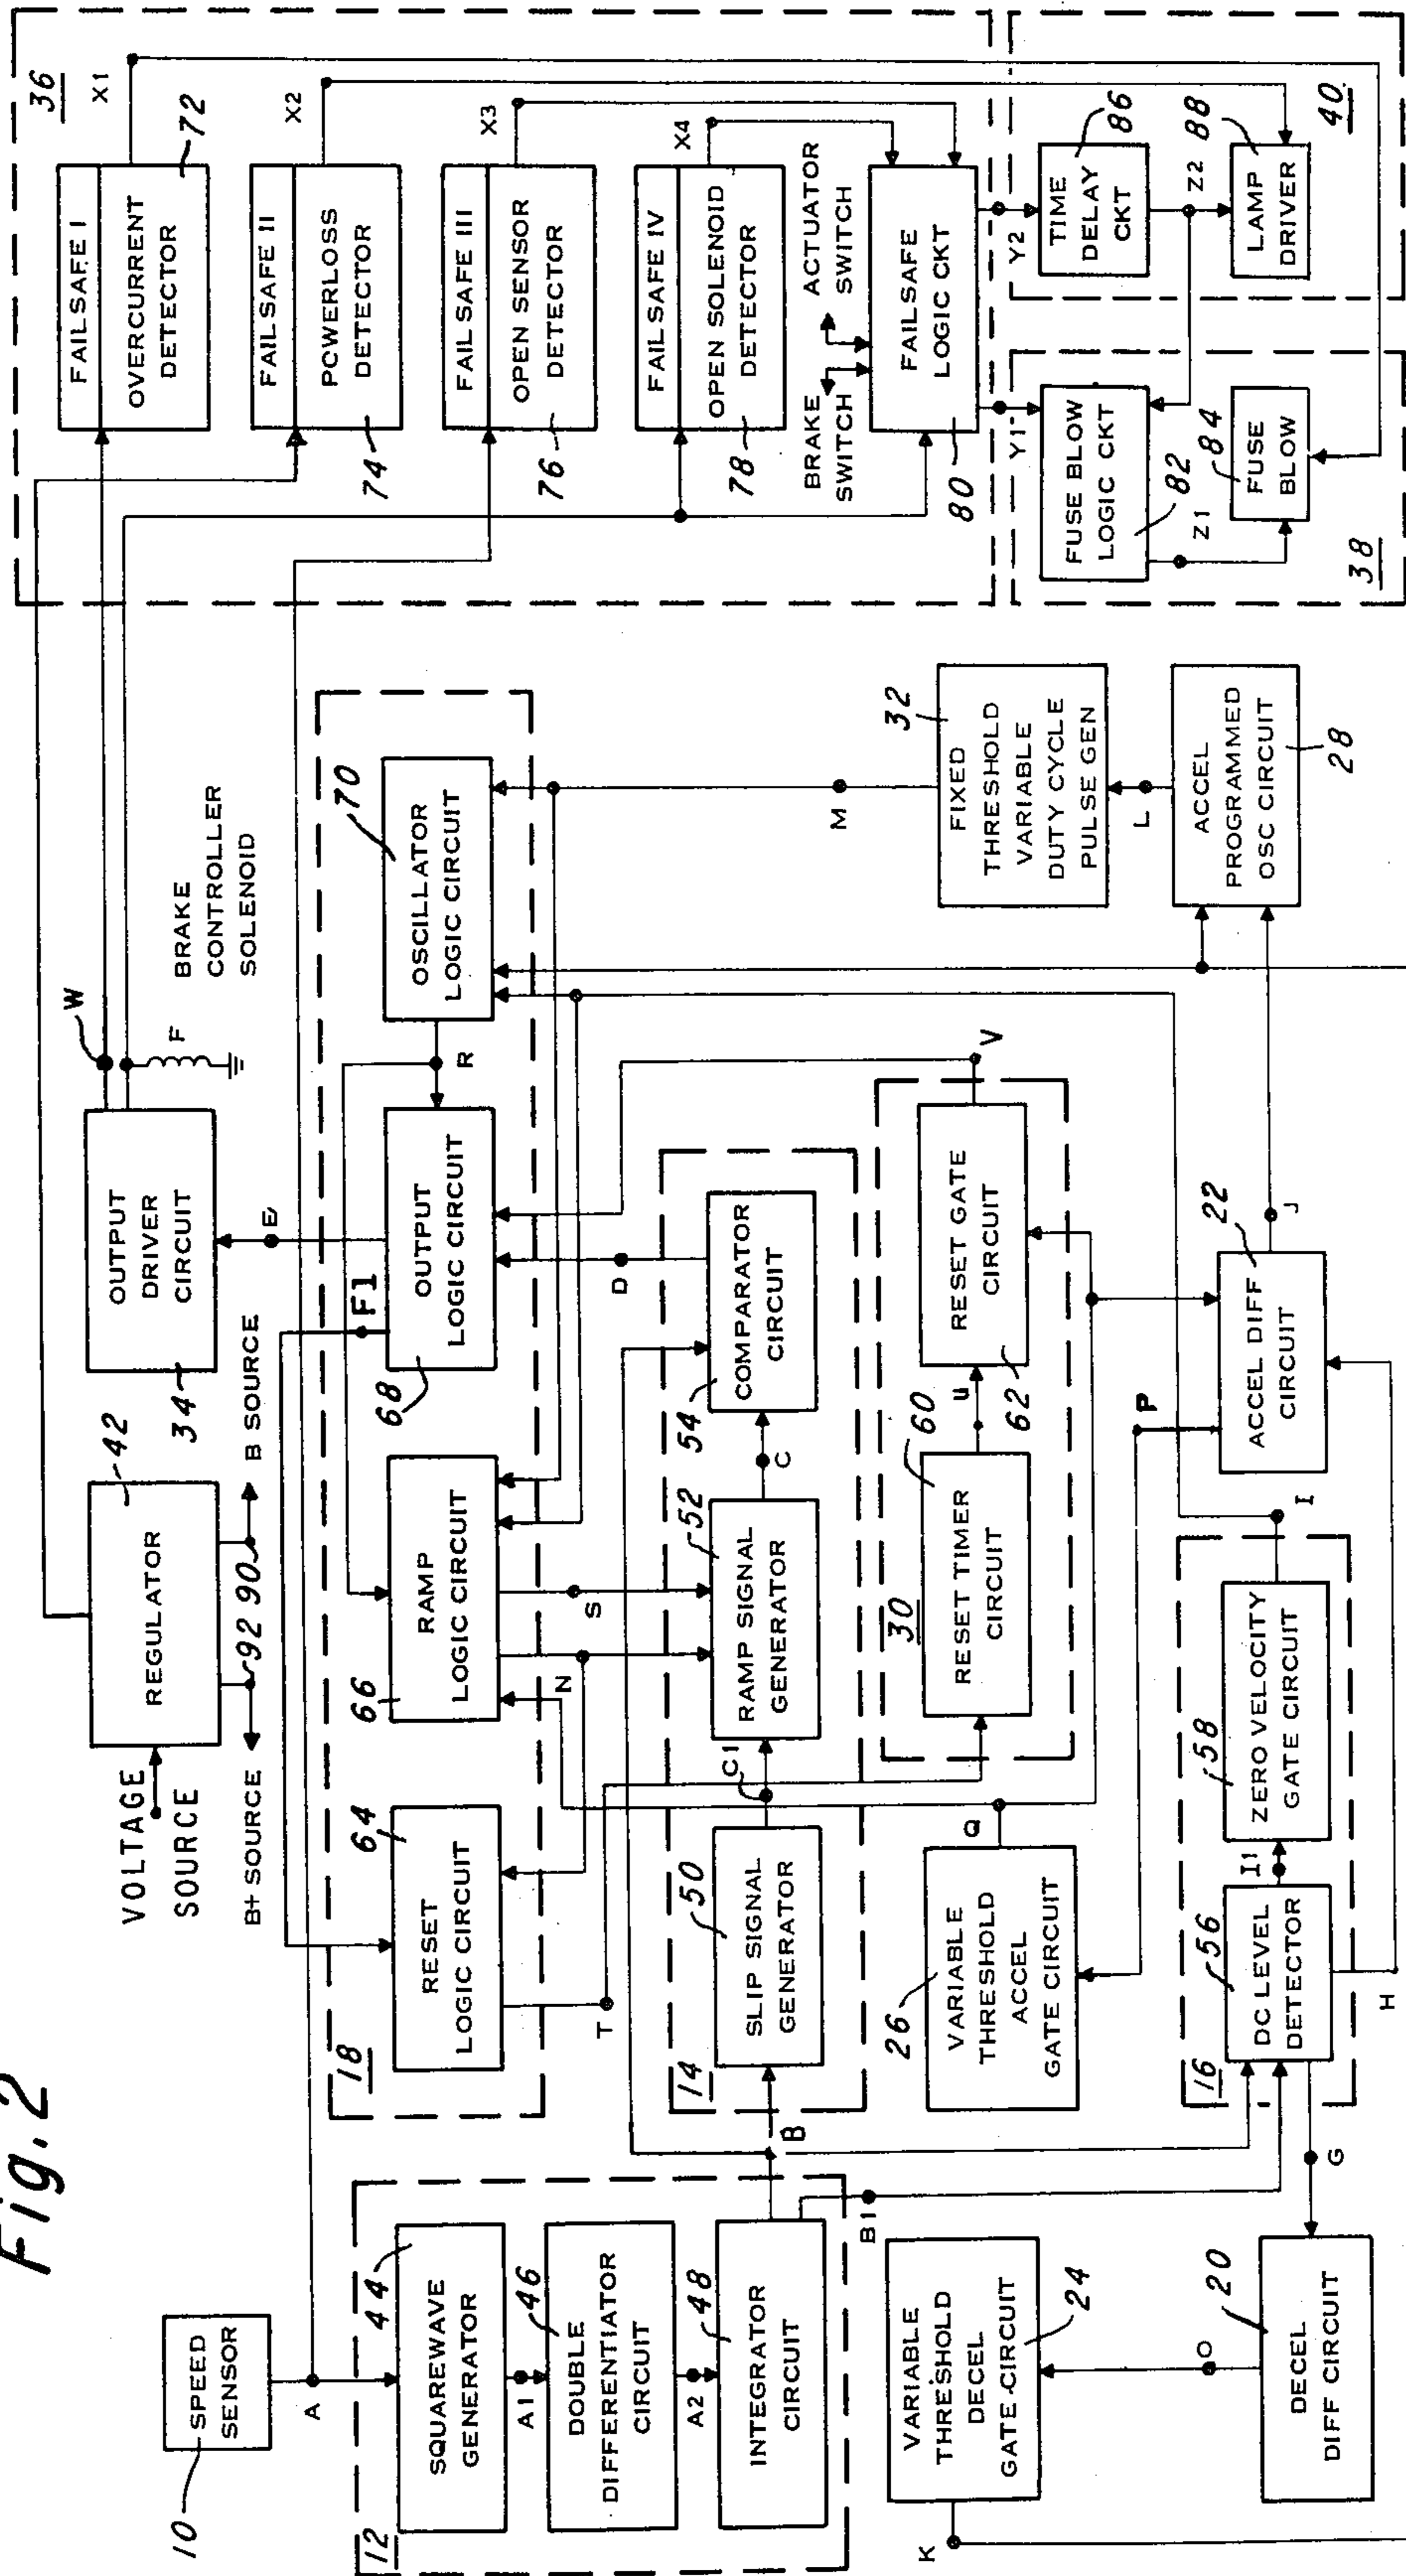 Fig. 2
10
SPEED
SENSOR
A
12
44
SQUAREWAVE
GENERATOR
A1
46
DOUBLE
DIFFERENTIATOR
CIRCUIT
A2
48
INTEGRATOR
CIRCUIT
B
B1
K
VARIABLE
THRESHOLD
DECEL
GATE CIRCUIT
24
O
20
DECEL
DIFF CIRCUIT
G
VOLTAGE
SOURCE
REGULATOR
42
B+ SOURCE
92
90
B SOURCE
OUTPUT
DRIVER
CIRCUIT
34
W
F
BRAKE
CONTROLLER
SOLENOID
E
F1
18
64
RESET
LOGIC CIRCUIT
66
RAMP
LOGIC CIRCUIT
68
OUTPUT
LOGIC CIRCUIT
R
70
OSCILLATOR
LOGIC CIRCUIT
T
N
S
D
14
50
SLIP SIGNAL
GENERATOR
C1
52
RAMP SIGNAL
GENERATOR
C
54
COMPARATOR
CIRCUIT
26
VARIABLE
THRESHOLD
ACCEL
GATE CIRCUIT
Q
30
60
RESET TIMER
CIRCUIT
U
62
RESET GATE
CIRCUIT
V
16
56
DC LEVEL
DETECTOR
I1
58
ZERO VELOCITY
GATE CIRCUIT
I
H
P
22
ACCEL DIFF
CIRCUIT
J
M
32
FIXED
THRESHOLD
VARIABLE
DUTY CYCLE
PULSE GEN
L
ACCEL
PROGRAMMED
OSC CIRCUIT
28
36
FAILSAFE I
OVERCURRENT
DETECTOR
72
X1
FAILSAFE II
POWERLOSS
DETECTOR
74
X2
FAILSAFE III
OPEN SENSOR
DETECTOR
76
X3
FAILSAFE IV
OPEN SOLENOID
DETECTOR
78
X4
BRAKE
SWITCH
ACTUATOR
SWITCH
FAILSAFE
LOGIC CKT
80
Y1
Y2
FUSE BLOW
LOGIC CKT
82
Z1
84
FUSE
BLOW
38
TIME
DELAY
CKT
86
Z2
LAMP
DRIVER
88
40